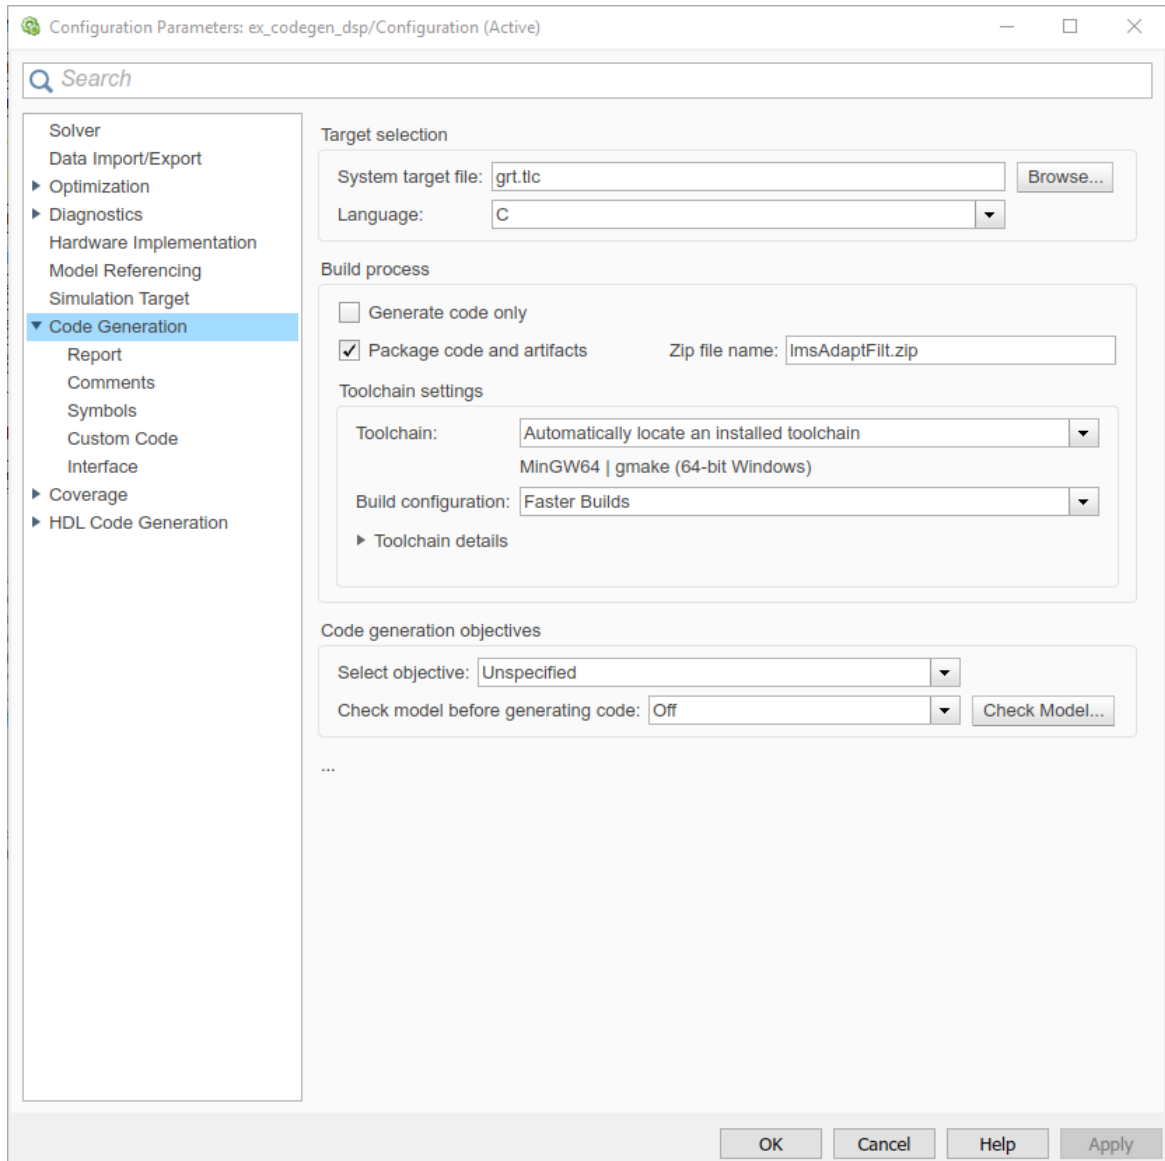 Configuration Parameters: ex_codegen_dsp/Configuration (Active)
Search
Solver
Data Import/Export
Optimization
Diagnostics
Hardware Implementation
Model Referencing
Simulation Target
Code Generation
Report
Comments
Symbols
Custom Code
Interface
Coverage
HDL Code Generation
Target selection
System target file: grt.tlc Browse...
Language: C
Build process
Generate code only
Package code and artifacts Zip file name: lmsAdaptFilt.zip
Toolchain settings
Toolchain: Automatically locate an installed toolchain
MinGW64 | gmake (64-bit Windows)
Build configuration: Faster Builds
Toolchain details
Code generation objectives
Select objective: Unspecified
Check model before generating code: Off Check Model...
...
OK Cancel Help Apply